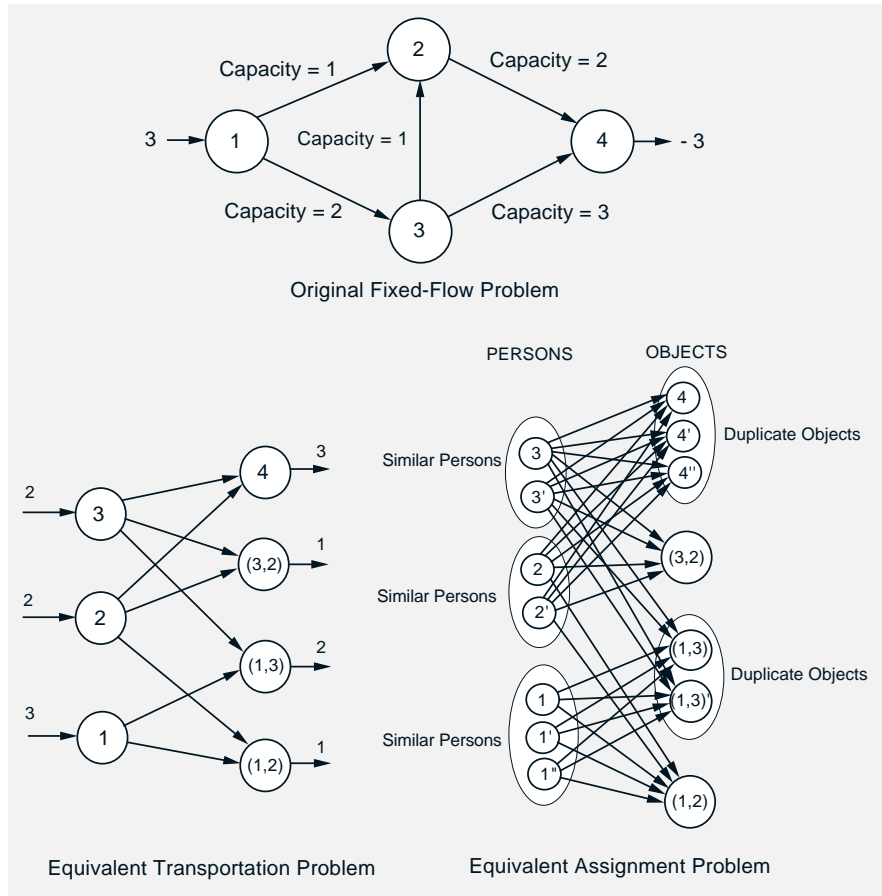 2
Capacity = 1
Capacity = 2
3
1
Capacity = 1
4
- 3
Capacity = 2
3
Capacity = 3
Original Fixed-Flow Problem
PERSONS
OBJECTS
4
4'
4''
Duplicate Objects
Similar Persons
3
3'
(3,2)
Similar Persons
2
2'
(1,3)
(1,3)'
Duplicate Objects
Similar Persons
1
1'
1"
(1,2)
Equivalent Assignment Problem
2
3
2
2
3
1
4
3
(3,2)
1
(1,3)
2
(1,2)
1
Equivalent Transportation Problem